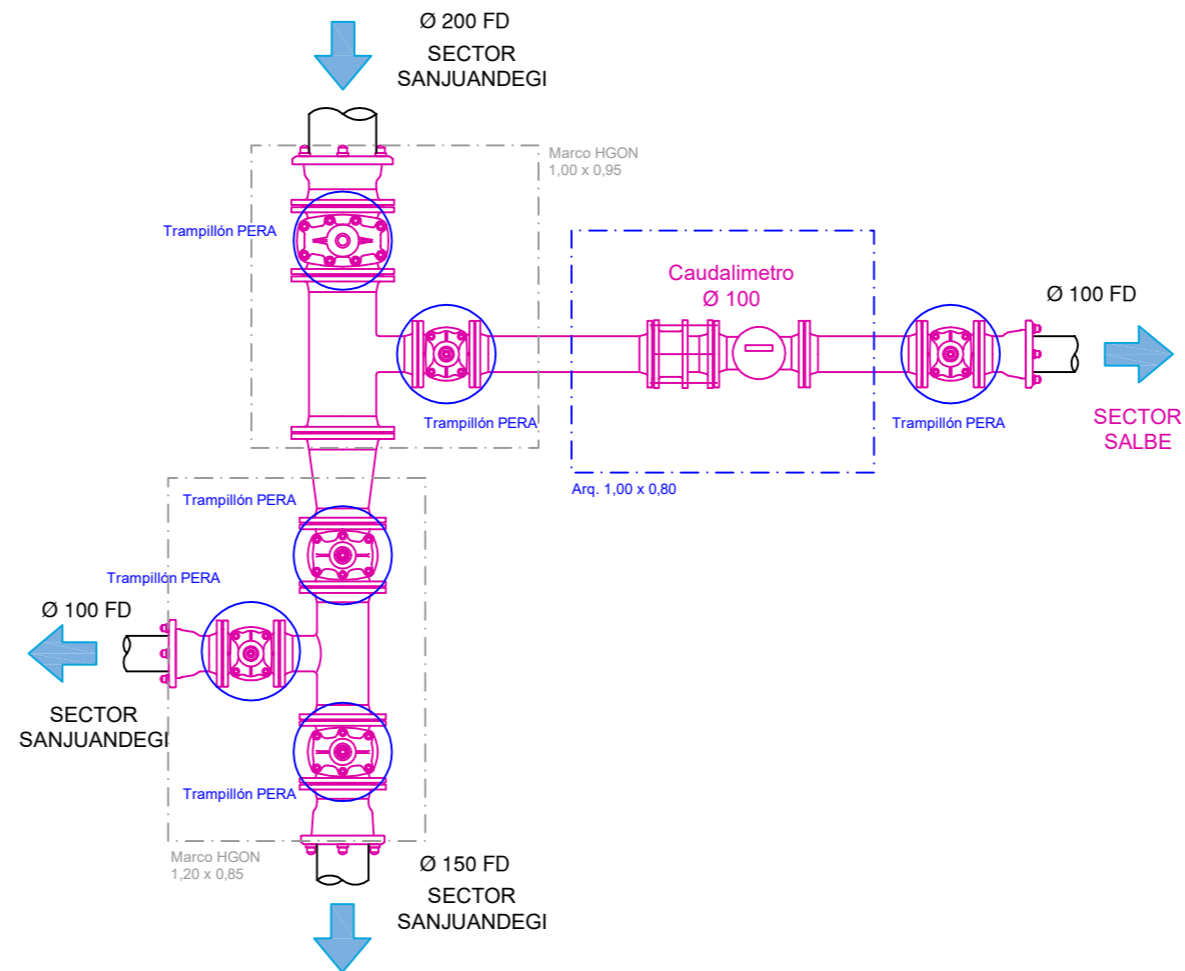 Ø 200 FD
SECTOR
SANJUANDEGI
Marco HGON
1,00 x 0,95
Trampillón PERA
Caudalimetro
Ø 100
Ø 100 FD
Trampillón PERA
Trampillón PERA
SECTOR
SALBE
Arq. 1,00 x 0,80
Trampillón PERA
Trampillón PERA
Ø 100 FD
SECTOR
SANJUANDEGI
Trampillón PERA
Marco HGON
1,20 x 0,85
Ø 150 FD
SECTOR
SANJUANDEGI